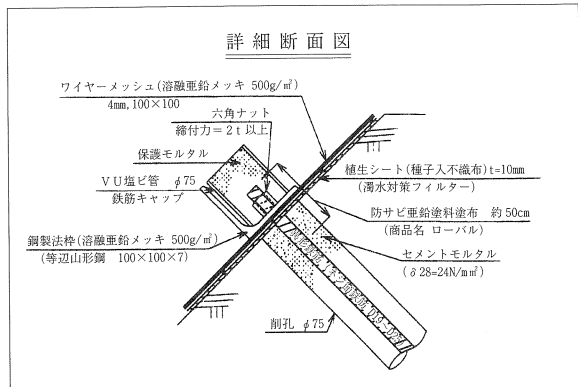 詳細断面図
ワイヤーメッシュ(溶融亜鉛メッキ 500g/㎡)
4mm,100×100
六角ナット
締付力=2t以上
保護モルタル
VU塩ビ管 φ75
鉄筋キャップ
鋼製法枠(溶融亜鉛メッキ 500g/㎡)
(等辺山形鋼 100×100×7)
植生シート(種子入不織布)t=10mm
(濁水対策フィルター)
防サビ亜鉛塗料塗布 約50cm
(商品名 ローバル)
セメントモルタル
(δ28=24N/m㎡)
削孔 φ75